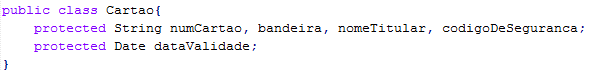 public class Cartao{
    protected String numCartao, bandeira, nomeTitular, codigoDeSeguranca;
    protected Date dataValidade;
}